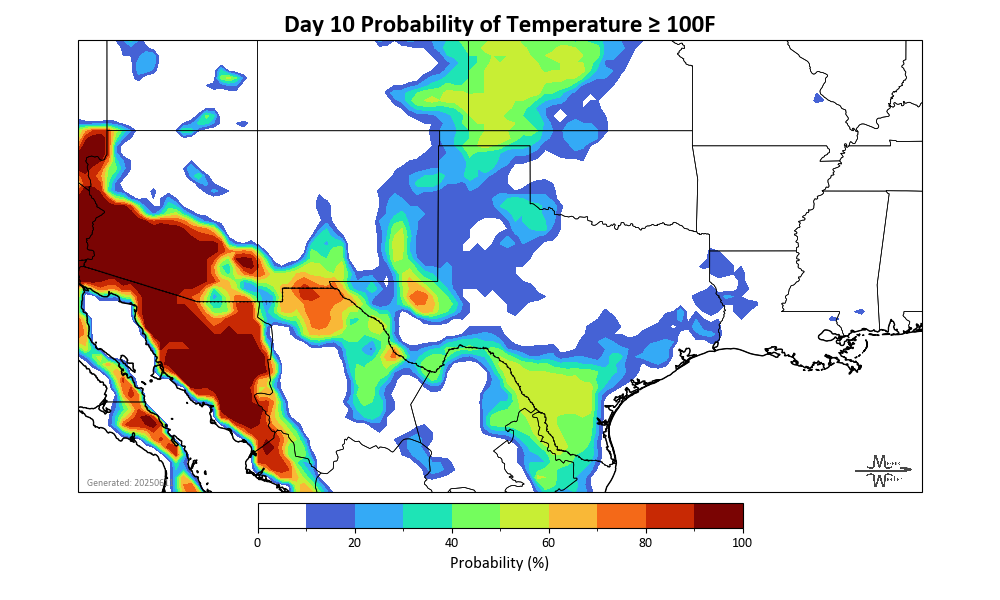 Day 10 Probability of Temperature ≥ 100F
Generated: 202506
0 20 40 60 80 100
Probability (%)